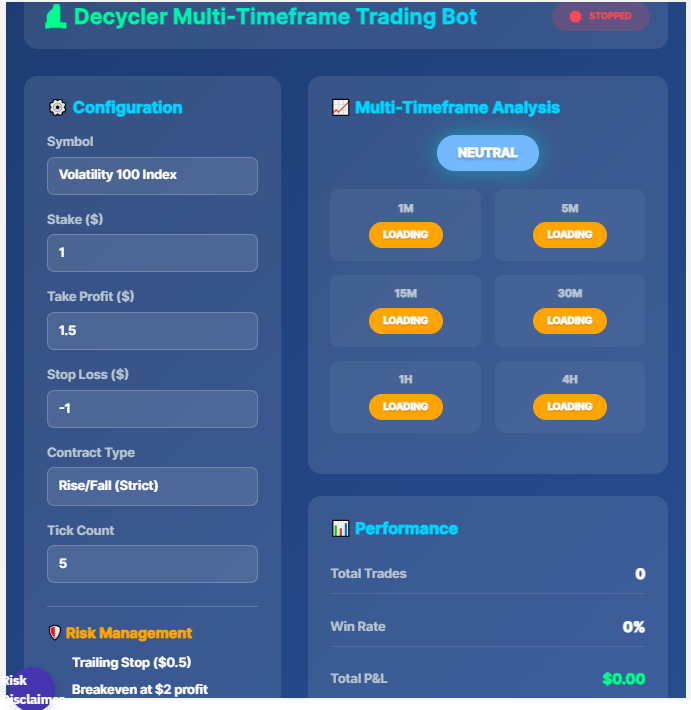 Decycler Multi-Timeframe Trading Bot
STOPPED
Configuration
Symbol
Volatility 100 Index
Stake ($)
1
Take Profit ($)
1.5
Stop Loss ($)
-1
Contract Type
Rise/Fall (Strict)
Tick Count
5
Risk Management
Trailing Stop ($0.5)
Breakeven at $2 profit
Risk
Disclaimer
Multi-Timeframe Analysis
NEUTRAL
1M
5M
LOADING
LOADING
15M
30M
LOADING
LOADING
1H
4H
LOADING
LOADING
Performance
Total Trades 0
Win Rate 0%
Total P&L $0.00